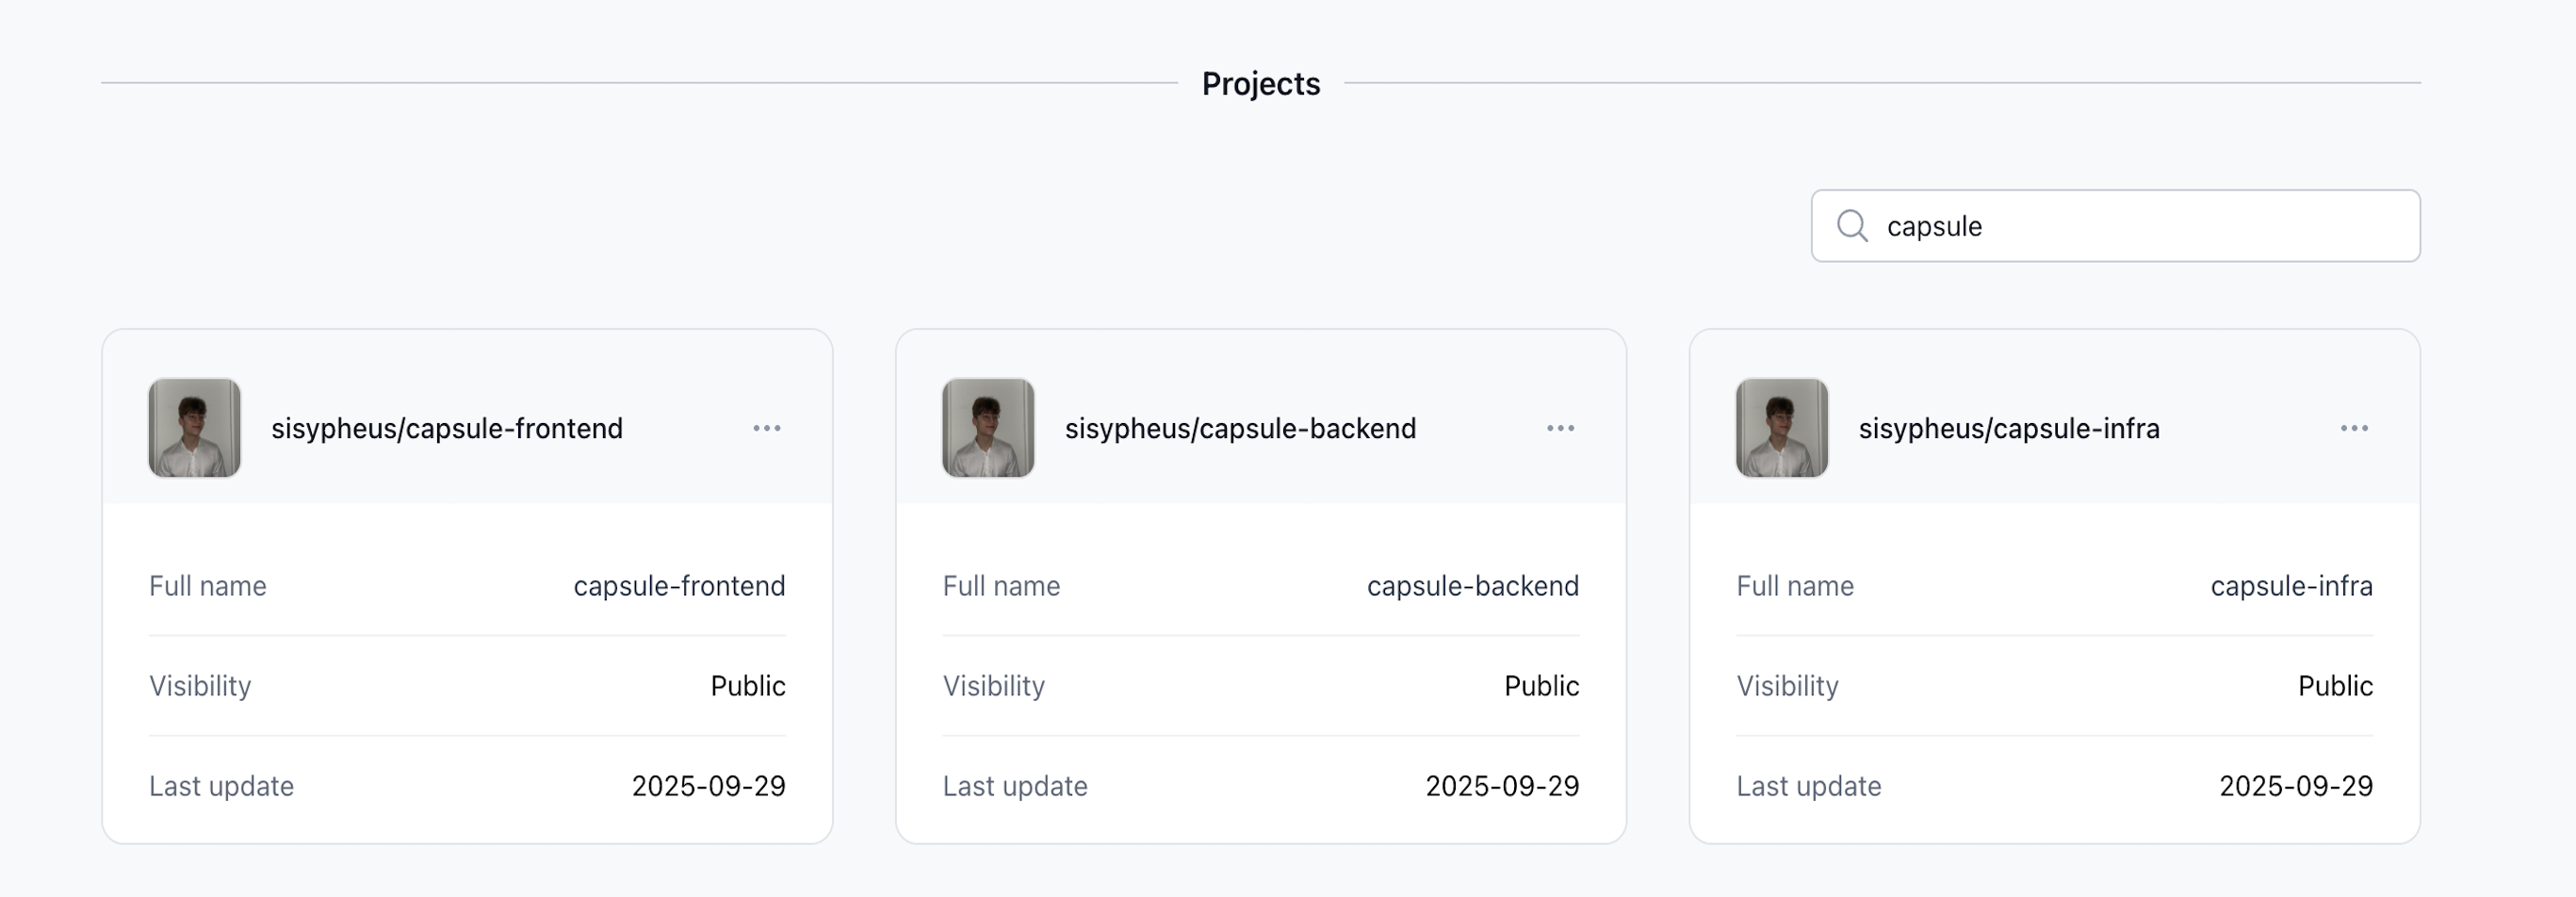 Projects
capsule
sisypheus/capsule-frontend
Full name capsule-frontend
Visibility Public
Last update 2025-09-29
sisypheus/capsule-backend
Full name capsule-backend
Visibility Public
Last update 2025-09-29
sisypheus/capsule-infra
Full name capsule-infra
Visibility Public
Last update 2025-09-29